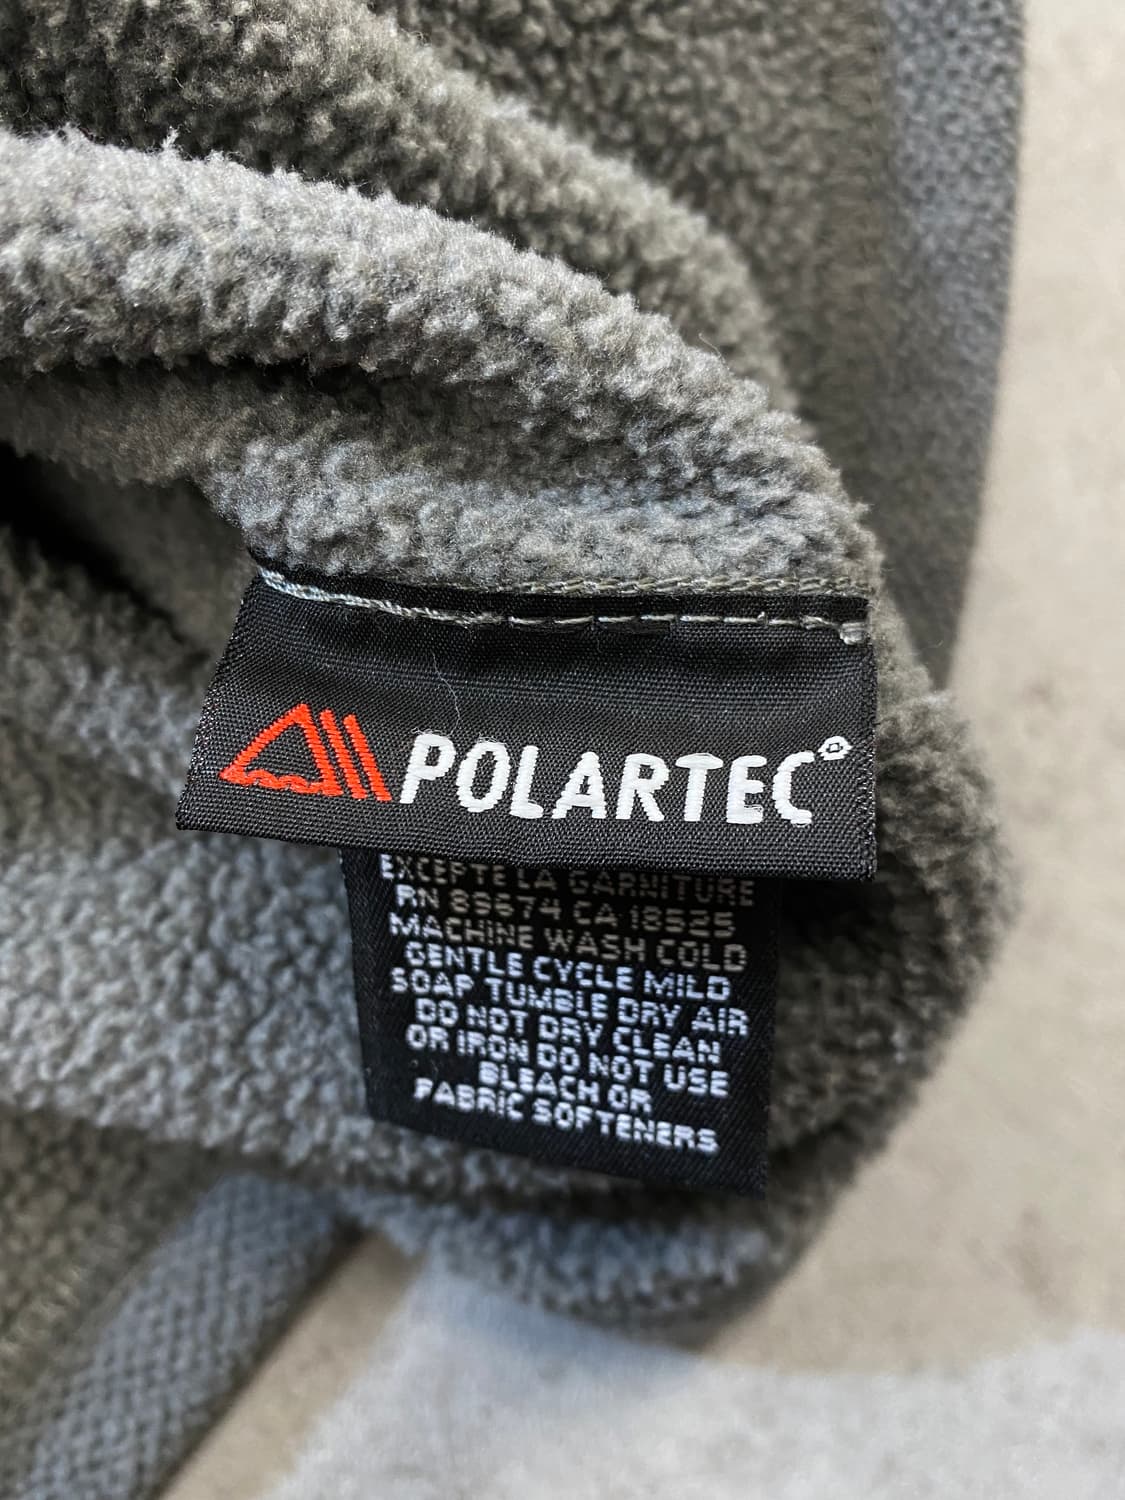 POLARTEC
EXCEPTE LA GARNITURE
RN 89674 CA 18525
MACHINE WASH COLD
GENTLE CYCLE MILD
SOAP TUMBLE DRY AIR
DO NOT DRY CLEAN
OR IRON DO NOT USE
BLEACH OR
FABRIC SOFTENERS